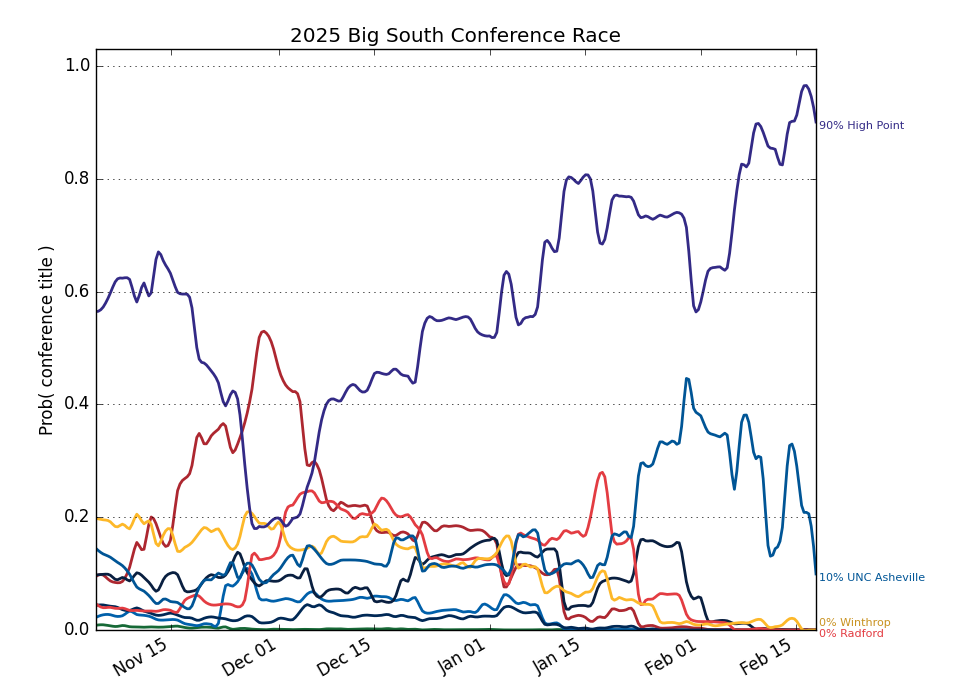 2025 Big South Conference Race
1.0
0.8
0.6
0.4
0.2
0.0
Prob( conference title )
90% High Point
10% UNC Asheville
0% Winthrop
0% Radford
Nov 15
Dec 01
Dec 15
Jan 01
Jan 15
Feb 01
Feb 15